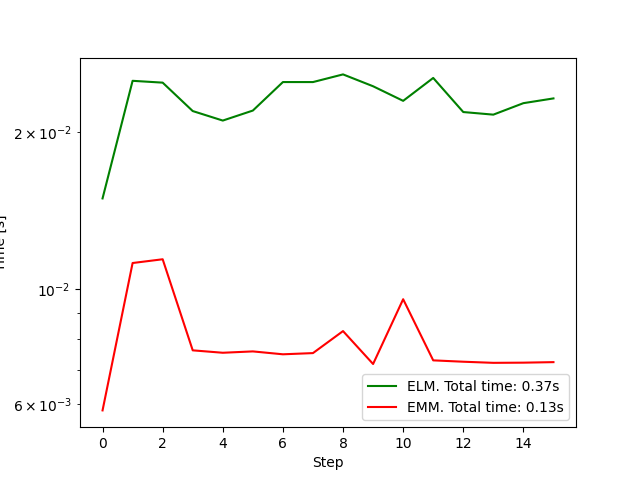 2 × 10⁻²
10⁻²
6 × 10⁻³
0 2 4 6 8 10 12 14
Step
ELM. Total time: 0.37s
EMM. Total time: 0.13s